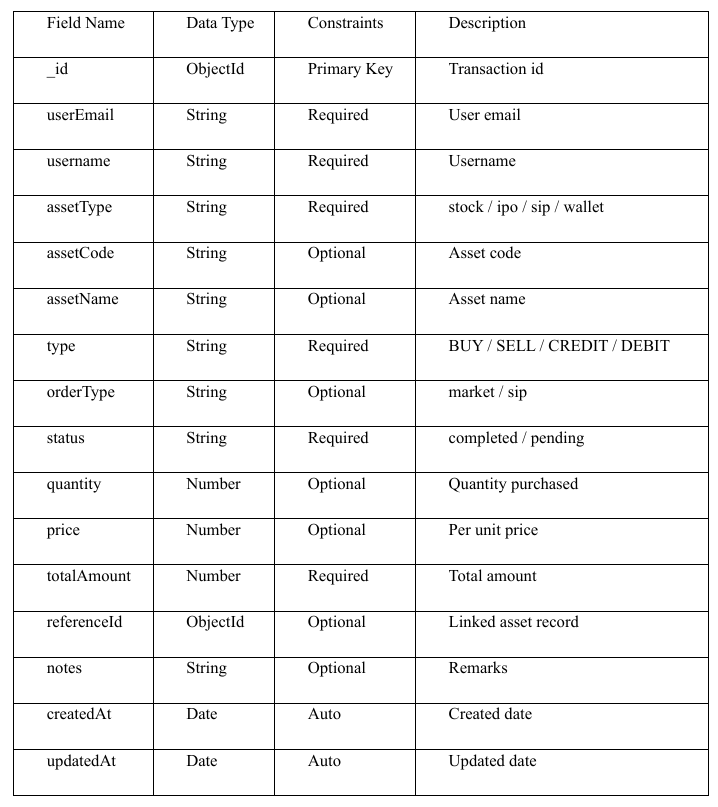 Field Name Data Type Constraints Description
_id ObjectId Primary Key Transaction id
userEmail String Required User email
username String Required Username
assetType String Required stock / ipo / sip / wallet
assetCode String Optional Asset code
assetName String Optional Asset name
type String Required BUY / SELL / CREDIT / DEBIT
orderType String Optional market / sip
status String Required completed / pending
quantity Number Optional Quantity purchased
price Number Optional Per unit price
totalAmount Number Required Total amount
referenceId ObjectId Optional Linked asset record
notes String Optional Remarks
createdAt Date Auto Created date
updatedAt Date Auto Updated date